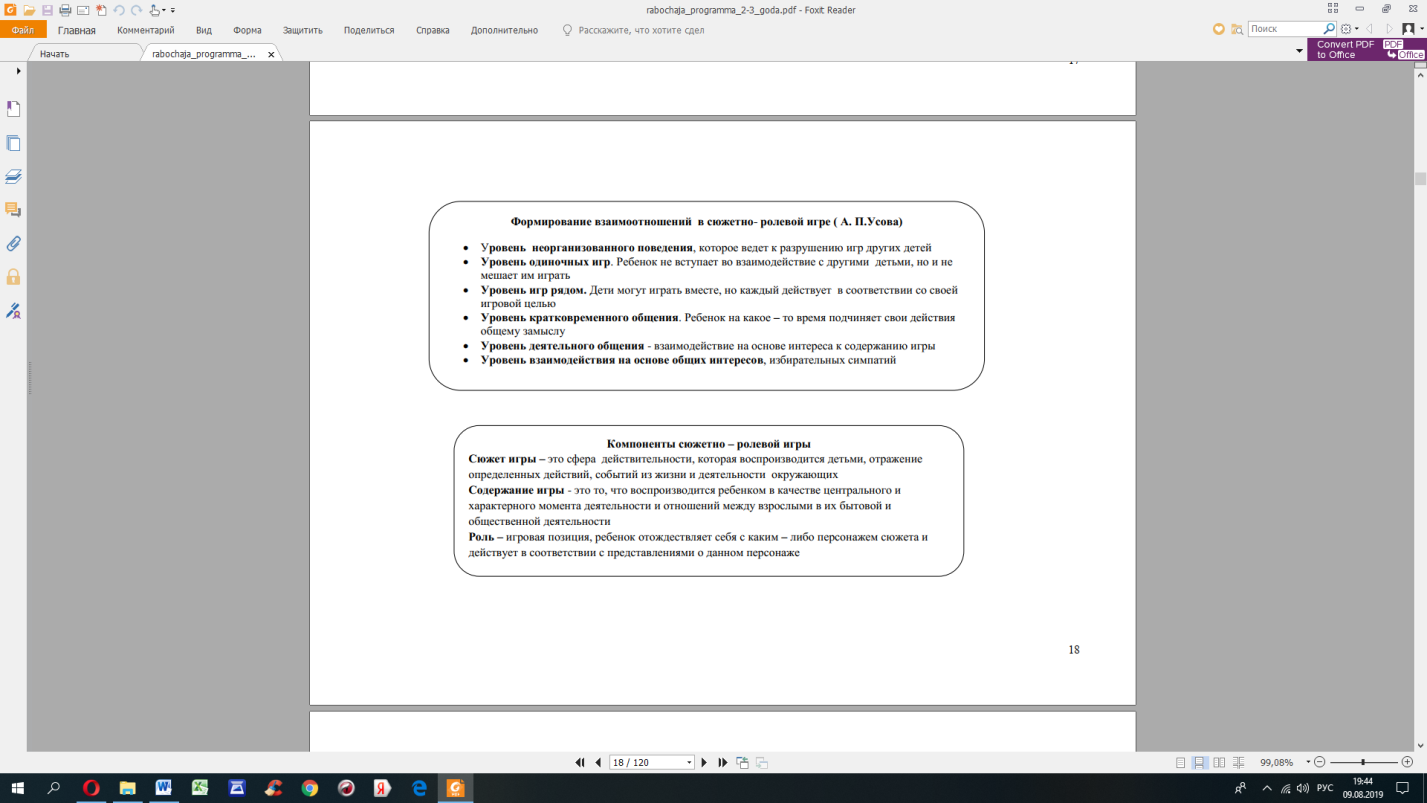 rabochaja_programma_2-3_goda.pdf - Foxit Reader
Файл Главная Комментарий Вид Форма Защитить Поделиться Справка Дополнительно Расскажите, что хотите сдел Поиск
Начать rabochaja_programma_... Convert PDF to Office PDF Office
17
Формирование взаимоотношений в сюжетно- ролевой игре ( А. П.Усова)
• Уровень неорганизованного поведения, которое ведет к разрушению игр других детей
• Уровень одиночных игр. Ребенок не вступает во взаимодействие с другими детьми, но и не
мешает им играть
• Уровень игр рядом. Дети могут играть вместе, но каждый действует в соответствии со своей
игровой целью
• Уровень кратковременного общения. Ребенок на какое – то время подчиняет свои действия
общему замыслу
• Уровень деятельного общения - взаимодействие на основе интереса к содержанию игры
• Уровень взаимодействия на основе общих интересов, избирательных симпатий
Компоненты сюжетно – ролевой игры
Сюжет игры – это сфера действительности, которая воспроизводится детьми, отражение
определенных действий, событий из жизни и деятельности окружающих
Содержание игры - это то, что воспроизводится ребенком в качестве центрального и
характерного момента деятельности и отношений между взрослыми в их бытовой и
общественной деятельности
Роль – игровая позиция, ребенок отождествляет себя с каким – либо персонажем сюжета и
действует в соответствии с представлениями о данном персонаже
18
18 / 120 99,08%
РУС 19:44
09.08.2019